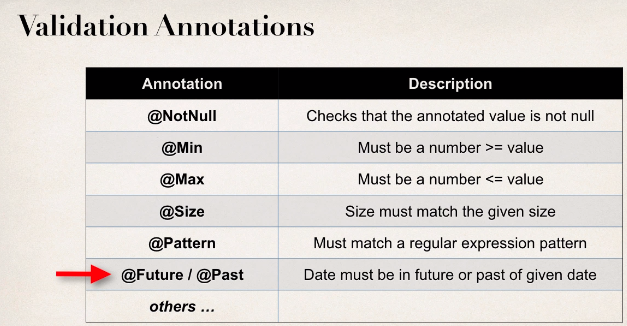 Validation Annotations
Annotation Description
@NotNull Checks that the annotated value is not null
@Min Must be a number >= value
@Max Must be a number <= value
@Size Size must match the given size
@Pattern Must match a regular expression pattern
@Future / @Past Date must be in future or past of given date
others ...